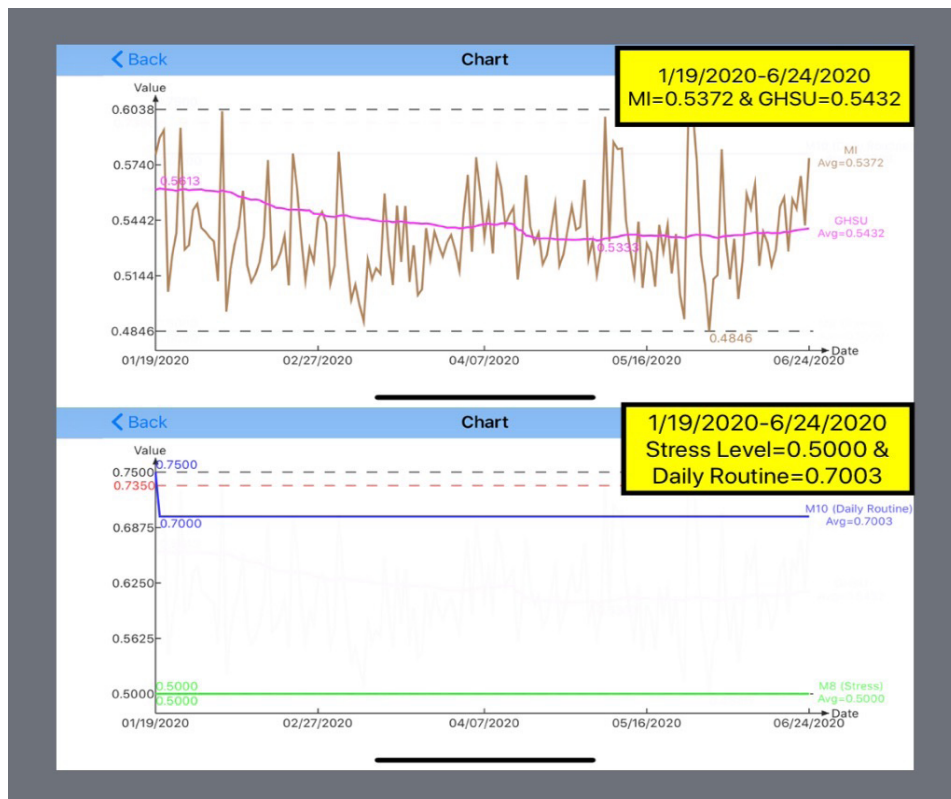 Back
Chart
1/19/2020-6/24/2020
MI=0.5372 & GHSU=0.5432
Value
0.6038
0.5740
0.5442
0.5144
0.4846
0.5613
0.5333
0.4846
MI
Avg=0.5372
GHSU
Avg=0.5432
Date
01/19/2020
02/27/2020
04/07/2020
05/16/2020
06/24/2020
Back
Chart
1/19/2020-6/24/2020
Stress Level=0.5000 &
Daily Routine=0.7003
Value
0.7500
0.7500
0.7350
0.7000
0.6875
0.6250
0.5625
0.5000
0.5000
0.5000
M10 (Daily Routine)
Avg=0.7003
M8 (Stress)
Avg=0.5000
Date
01/19/2020
02/27/2020
04/07/2020
05/16/2020
06/24/2020